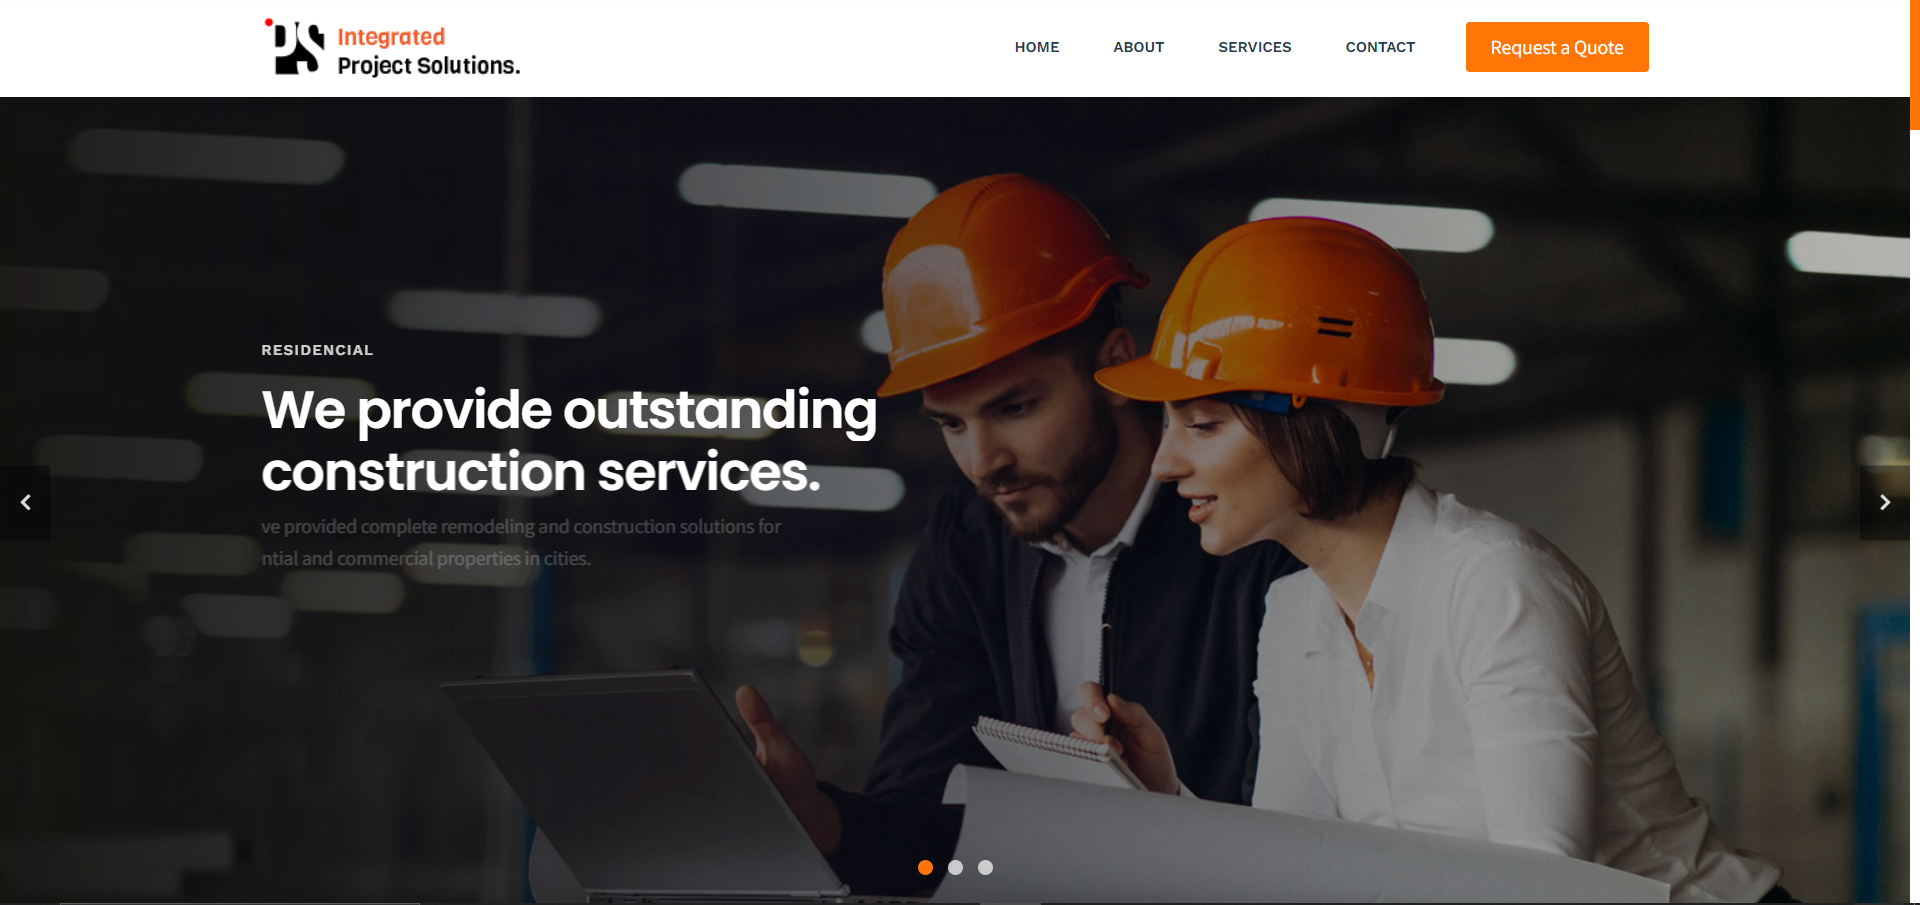 Integrated
Project Solutions.
HOME ABOUT SERVICES CONTACT Request a Quote
RESIDENCIAL
We provide outstanding
construction services.
ve provided complete remodeling and construction solutions for
ntial and commercial properties in cities.